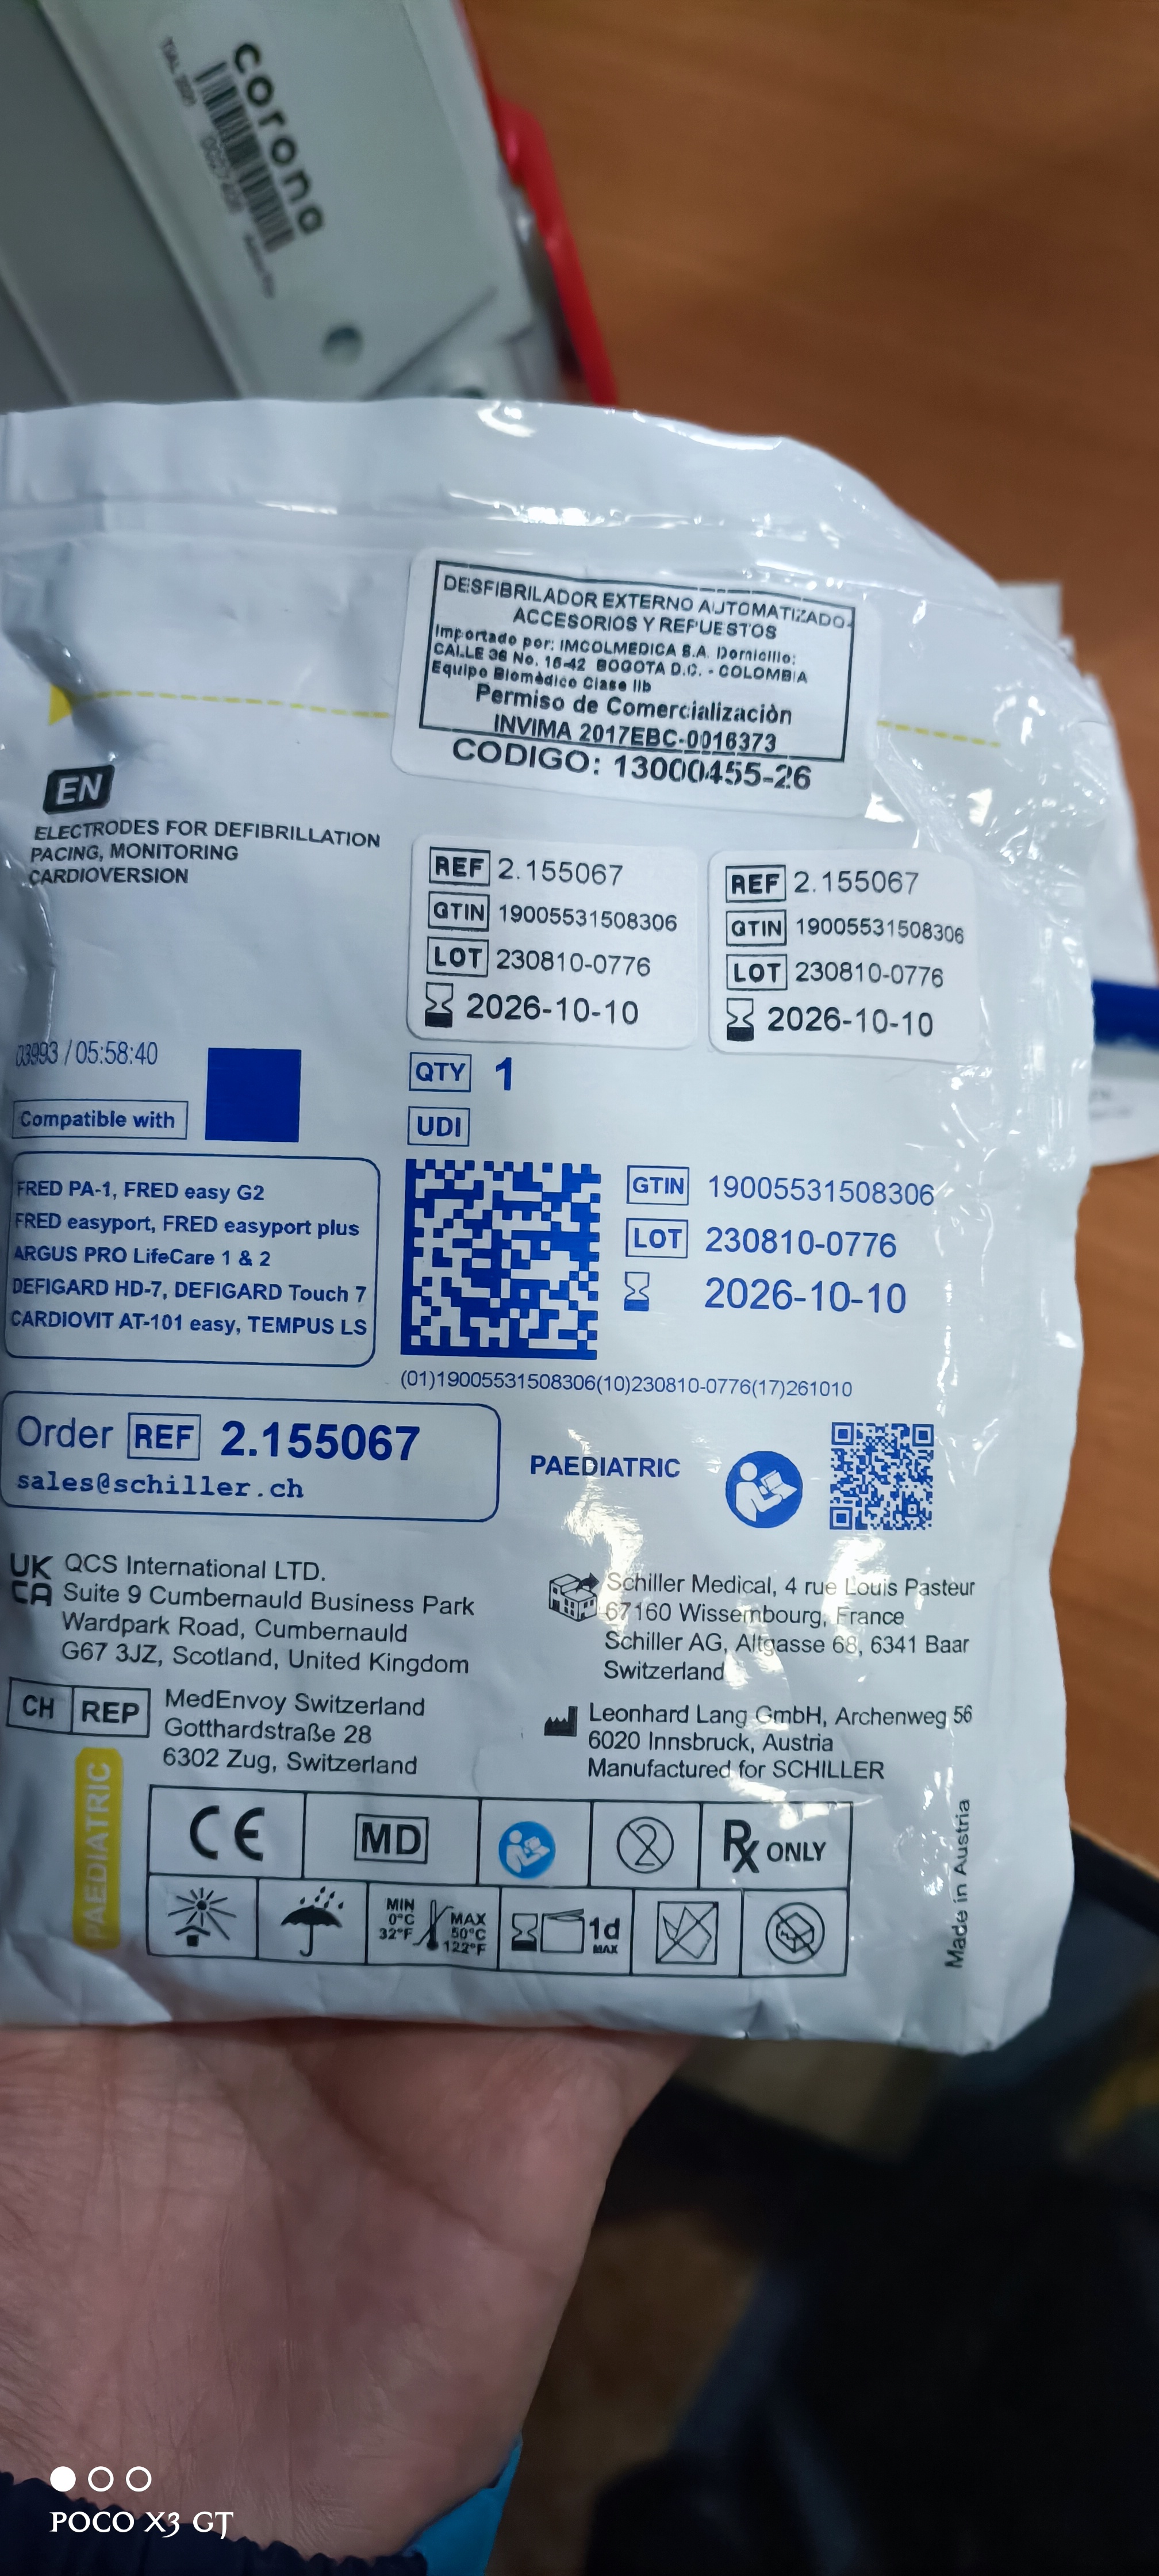 corona
DESFIBRILADOR EXTERNO AUTOMATIZADO-
ACCESORIOS Y REPUESTOS
Importado por: IMCOLMEDICA S.A. Domicilio:
CALLE 36 No. 16-42 BOGOTA D.C. - COLOMBIA
Equipo Biomèdico Clase IIb
Permiso de Comercializaciòn
INVIMA 2017EBC-0016373
CODIGO: 13000455-26
EN
ELECTRODES FOR DEFIBRILLATION
PACING, MONITORING
CARDIOVERSION
REF 2.155067
GTIN 19005531508306
LOT 230810-0776
2026-10-10
REF 2.155067
GTIN 19005531508306
LOT 230810-0776
2026-10-10
03993 / 05:58:40
QTY 1
Compatible with
UDI
FRED PA-1, FRED easy G2
FRED easyport, FRED easyport plus
ARGUS PRO LifeCare 1 & 2
DEFIGARD HD-7, DEFIGARD Touch 7
CARDIOVIT AT-101 easy, TEMPUS LS
GTIN 19005531508306
LOT 230810-0776
2026-10-10
(01)19005531508306(10)230810-0776(17)261010
Order REF 2.155067
sales@schiller.ch
PAEDIATRIC
UK
CA
QCS International LTD.
Suite 9 Cumbernauld Business Park
Wardpark Road, Cumbernauld
G67 3JZ, Scotland, United Kingdom
Schiller Medical, 4 rue Louis Pasteur
67160 Wissembourg, France
Schiller AG, Altgasse 68, 6341 Baar
Switzerland
CH REP
MedEnvoy Switzerland
Gotthardstraße 28
6302 Zug, Switzerland
Leonhard Lang GmbH, Archenweg 56
6020 Innsbruck, Austria
Manufactured for SCHILLER
PAEDIATRIC
CE
MD
2
Rx ONLY
MIN
0°C
32°F
MAX
50°C
122°F
1d
MAX
Made in Austria
POCO X3 GT